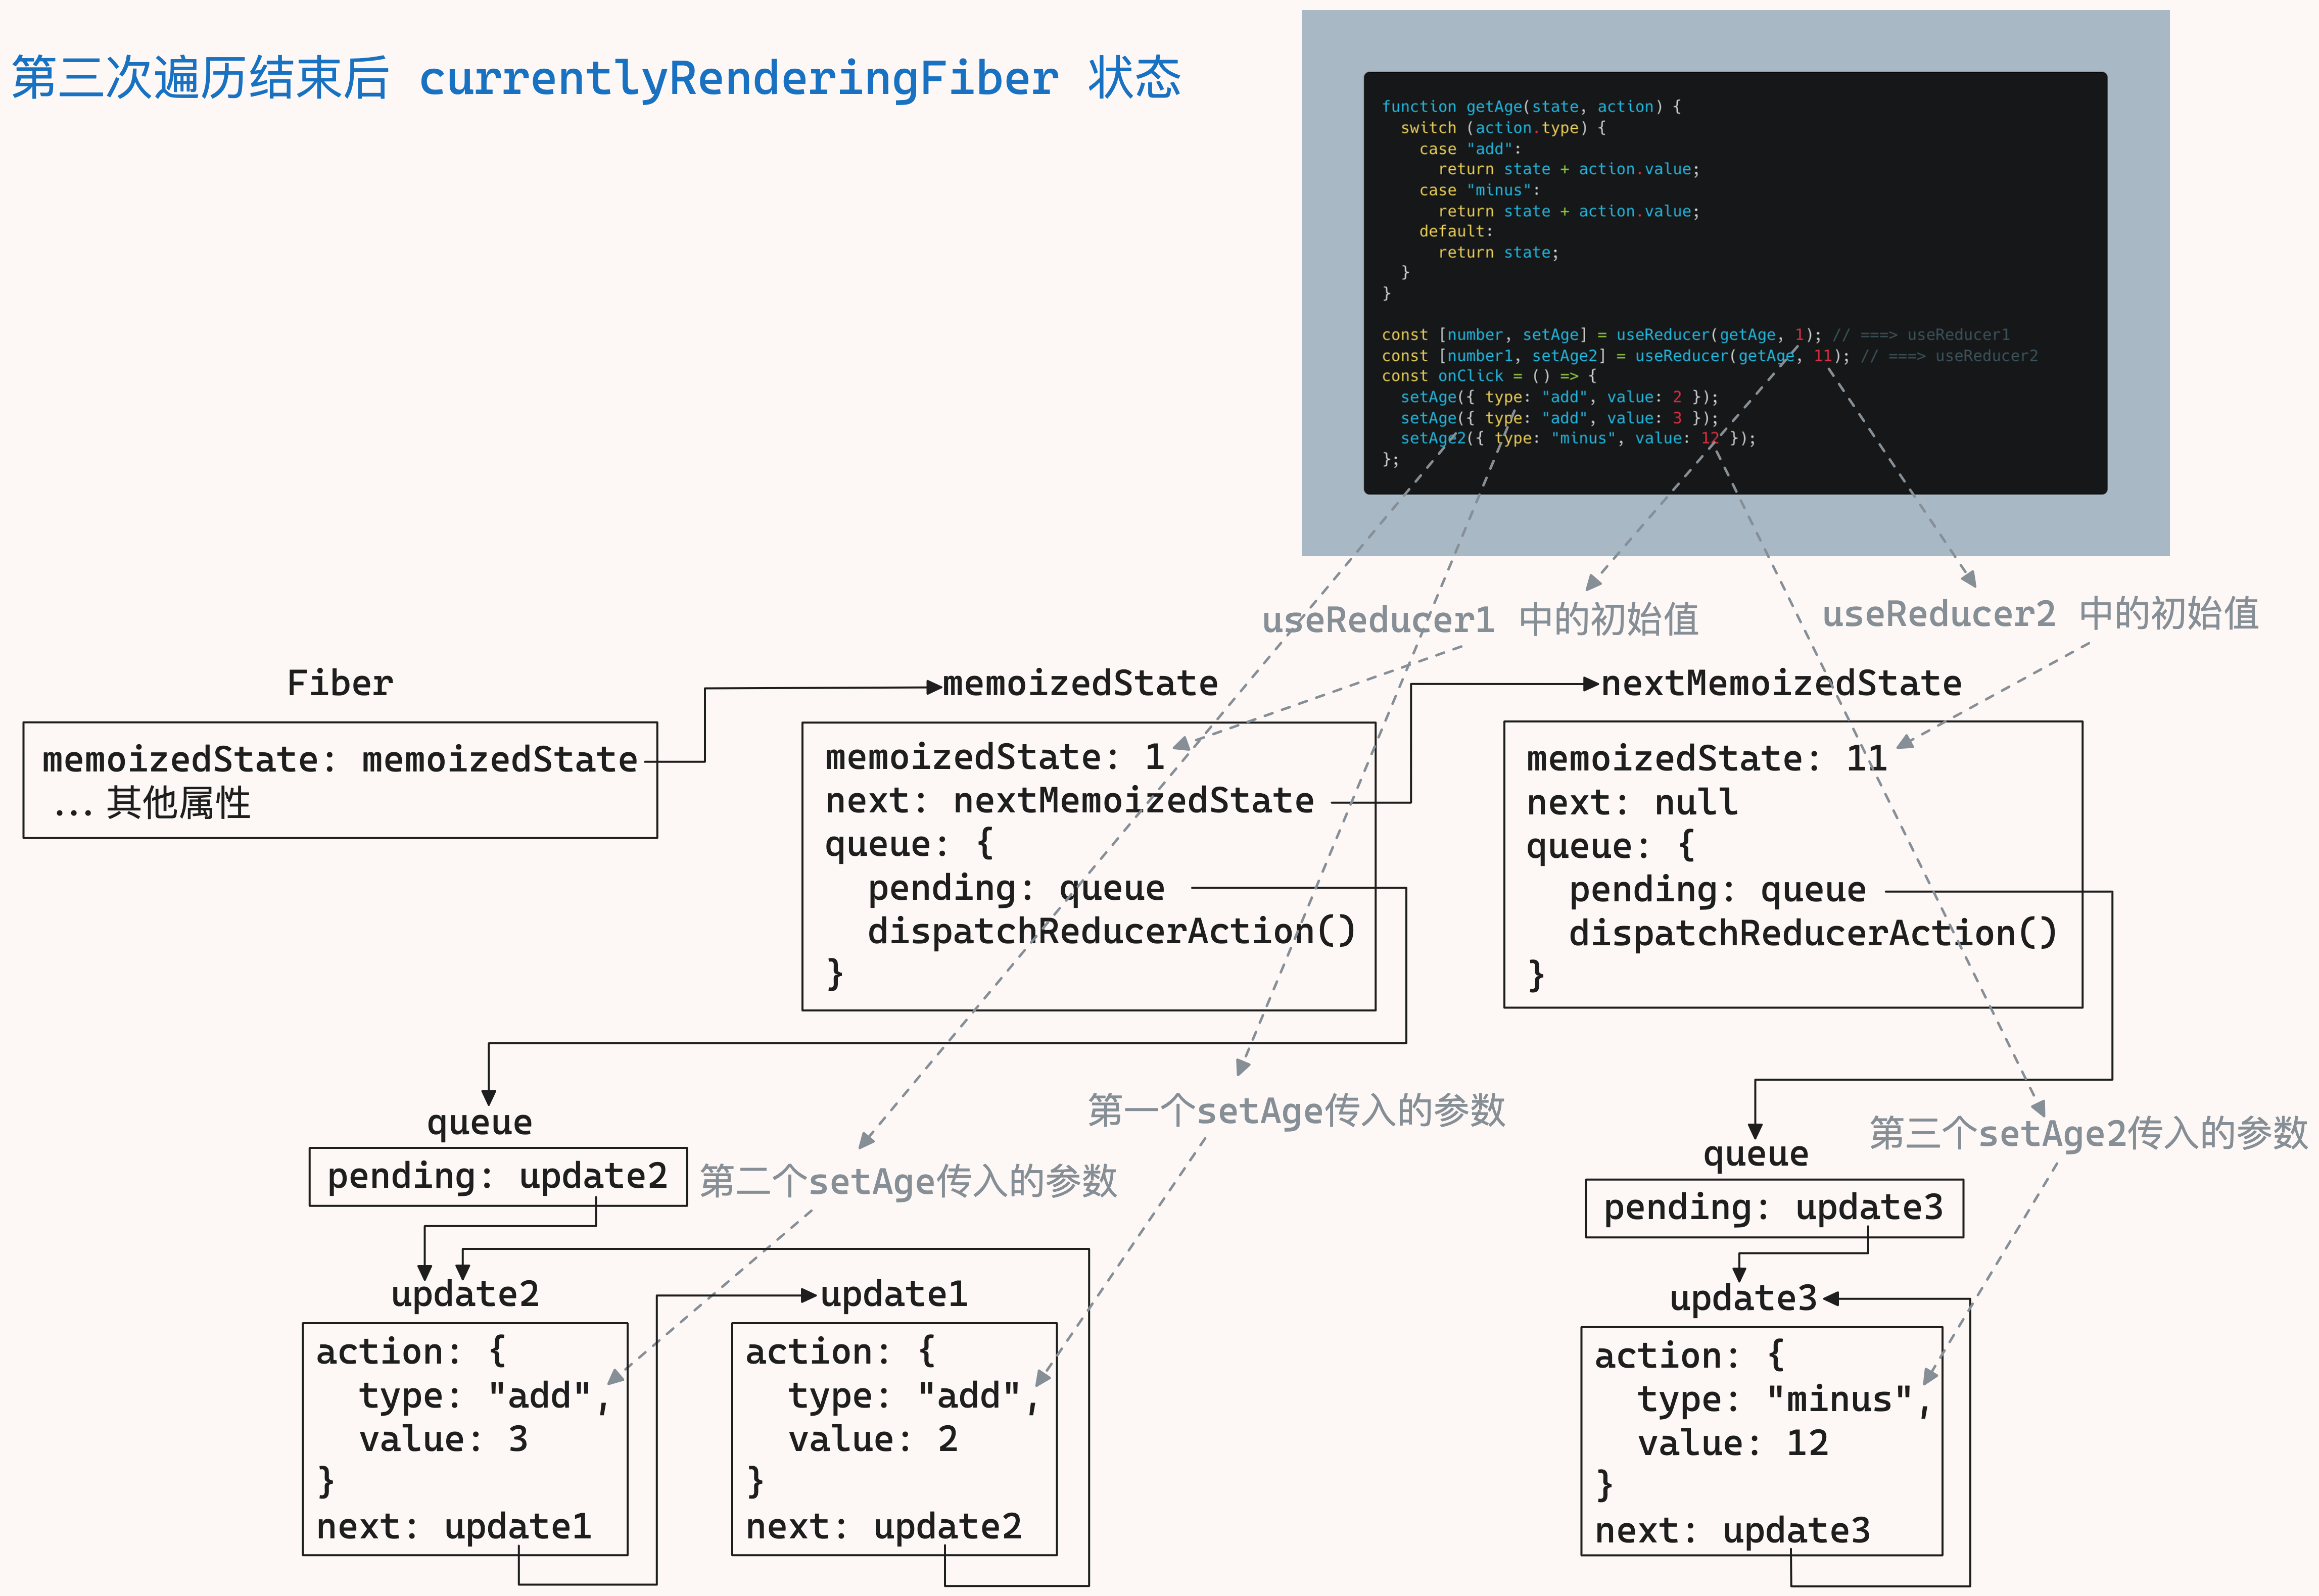 第三次遍历结束后 currentlyRenderingFiber 状态
function getAge(state, action) {
  switch (action.type) {
    case "add":
      return state + action.value;
    case "minus":
      return state + action.value;
    default:
      return state;
  }
}
const [number, setAge] = useReducer(getAge, 1); // ===> useReducer1
const [number1, setAge2] = useReducer(getAge, 11); // ===> useReducer2
const onClick = () => {
  setAge({ type: "add", value: 2 });
  setAge({ type: "add", value: 3 });
  setAge2({ type: "minus", value: 12 });
};
useReducer1 中的初始值
useReducer2 中的初始值
Fiber
memoizedState: memoizedState
... 其他属性
memoizedState
memoizedState: 1
next: nextMemoizedState
queue: {
  pending: queue
  dispatchReducerAction()
}
nextMemoizedState
memoizedState: 11
next: null
queue: {
  pending: queue
  dispatchReducerAction()
}
queue
pending: update2
第二个setAge传入的参数
第一个setAge传入的参数
queue
pending: update3
第三个setAge2传入的参数
update2
action: {
  type: "add",
  value: 3
}
next: update1
update1
action: {
  type: "add",
  value: 2
}
next: update2
update3
action: {
  type: "minus",
  value: 12
}
next: update3